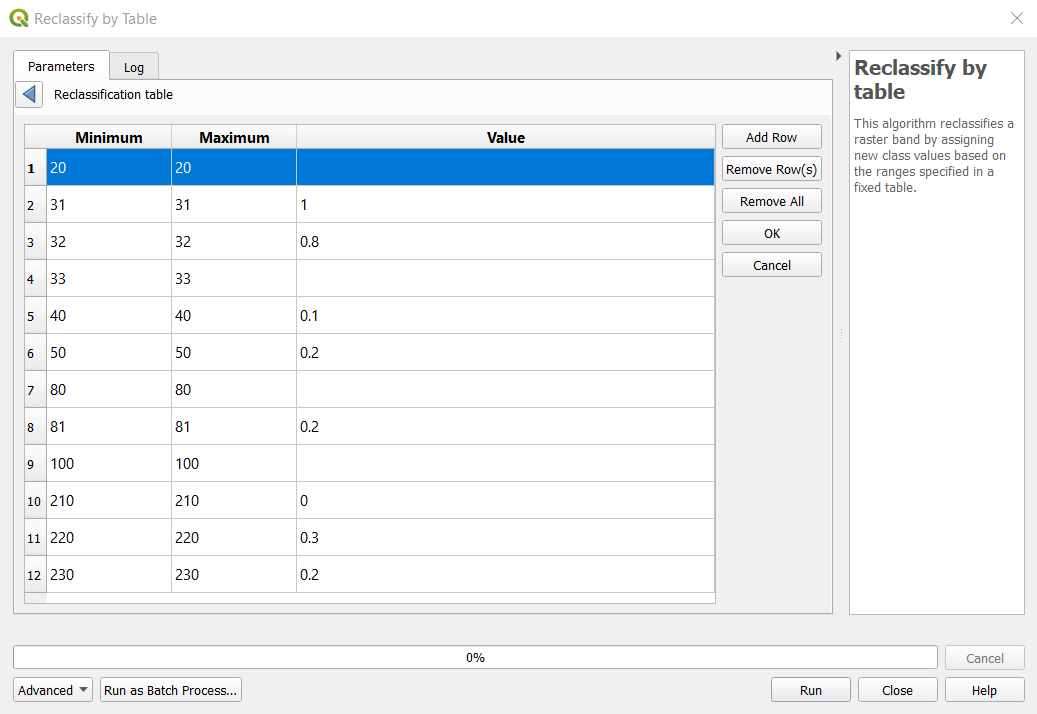 Reclassify by Table
Parameters
Log
Reclassification table
Minimum Maximum Value
1 20 20
2 31 31 1
3 32 32 0.8
4 33 33
5 40 40 0.1
6 50 50 0.2
7 80 80
8 81 81 0.2
9 100 100
10 210 210 0
11 220 220 0.3
12 230 230 0.2
Add Row
Remove Row(s)
Remove All
OK
Cancel
Reclassify by
table
This algorithm reclassifies a
raster band by assigning
new class values based on
the ranges specified in a
fixed table.
0%
Cancel
Advanced
Run as Batch Process...
Run
Close
Help